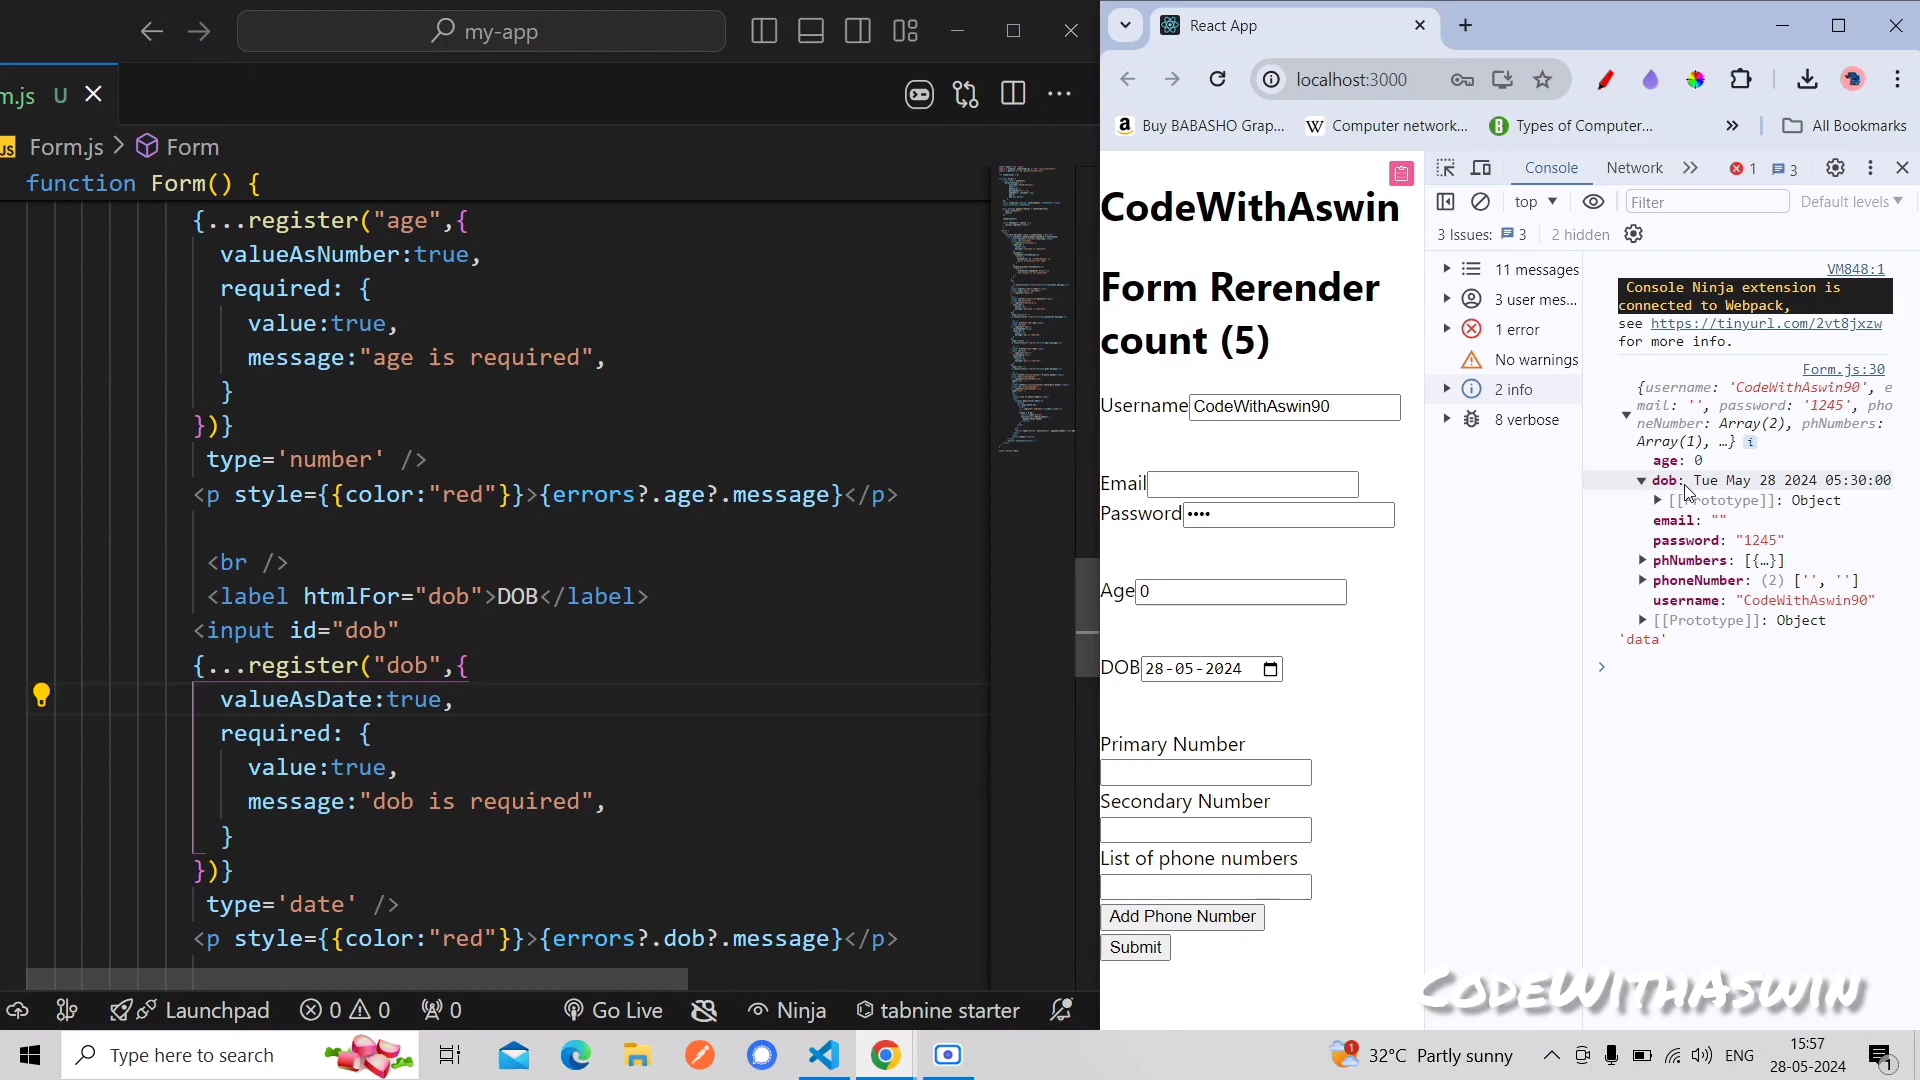 my-app
m.js U
JS Form.js > Form
function Form() {
{...register("age",{
valueAsNumber:true,
required: {
value:true,
message:"age is required",
}
})}
type='number' />
<p style={{color:"red"}}>{errors?.age?.message}</p>
<br />
<label htmlFor="dob">DOB</label>
<input id="dob"
{...register("dob",{
valueAsDate:true,
required: {
value:true,
message:"dob is required",
}
})}
type='date' />
<p style={{color:"red"}}>{errors?.dob?.message}</p>
Launchpad 0 0 0 Go Live Ninja tabnine starter
React App
localhost:3000
Buy BABASHO Grap... Computer network... Types of Computer... » All Bookmarks
CodeWithAswin
Form Rerender
count (5)
Username CodeWithAswin90
Email
Password ••••
Age 0
DOB 28-05-2024
Primary Number
Secondary Number
List of phone numbers
Add Phone Number
Submit
Console Network » 1 3
top Filter Default levels
3 Issues: 3 2 hidden
11 messages
3 user mes...
1 error
No warnings
2 info
8 verbose
VM848:1
Console Ninja extension is
connected to Webpack,
see https://tinyurl.com/2vt8jxzw
for more info.
Form.js:30
{username: 'CodeWithAswin90', e
mail: '', password: '1245', pho
neNumber: Array(2), phNumbers:
Array(1), …} i
age: 0
dob: Tue May 28 2024 05:30:00
[[Prototype]]: Object
email: ""
password: "1245"
phNumbers: [{…}]
phoneNumber: (2) ['', '']
username: "CodeWithAswin90"
[[Prototype]]: Object
'data'
CodeWithAswin
Type here to search
32°C Partly sunny ENG
15:57
28-05-2024
1